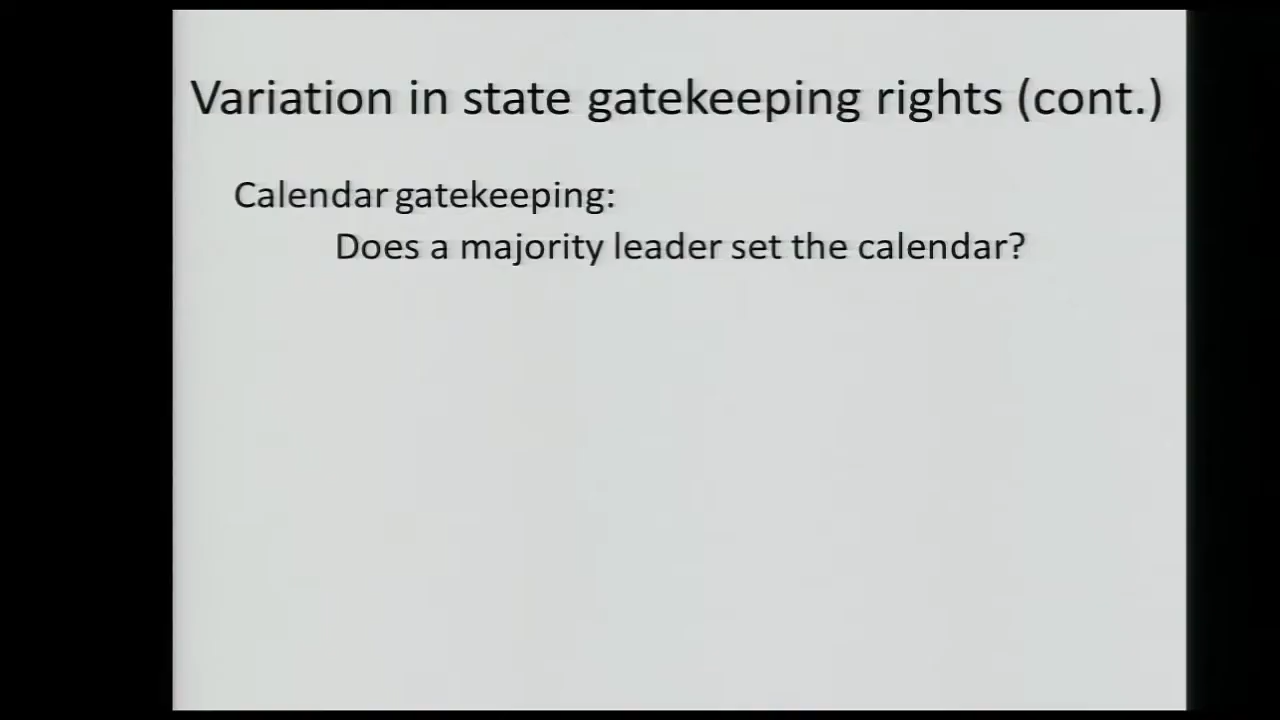 Variation in state gatekeeping rights (cont.)
Calendar gatekeeping:
Does a majority leader set the calendar?